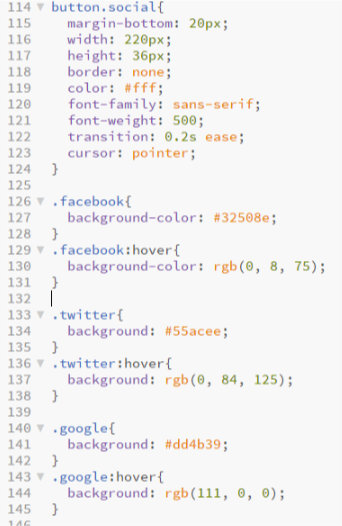 114 button.social{
115 margin-bottom: 20px;
116 width: 220px;
117 height: 36px;
118 border: none;
119 color: #fff;
120 font-family: sans-serif;
121 font-weight: 500;
122 transition: 0.2s ease;
123 cursor: pointer;
124 }
125
126 .facebook{
127 background-color: #32508e;
128 }
129 .facebook:hover{
130 background-color: rgb(0, 8, 75);
131 }
132
133 .twitter{
134 background: #55acee;
135 }
136 .twitter:hover{
137 background: rgb(0, 84, 125);
138 }
139
140 .google{
141 background: #dd4b39;
142 }
143 .google:hover{
144 background: rgb(111, 0, 0);
145 }
146